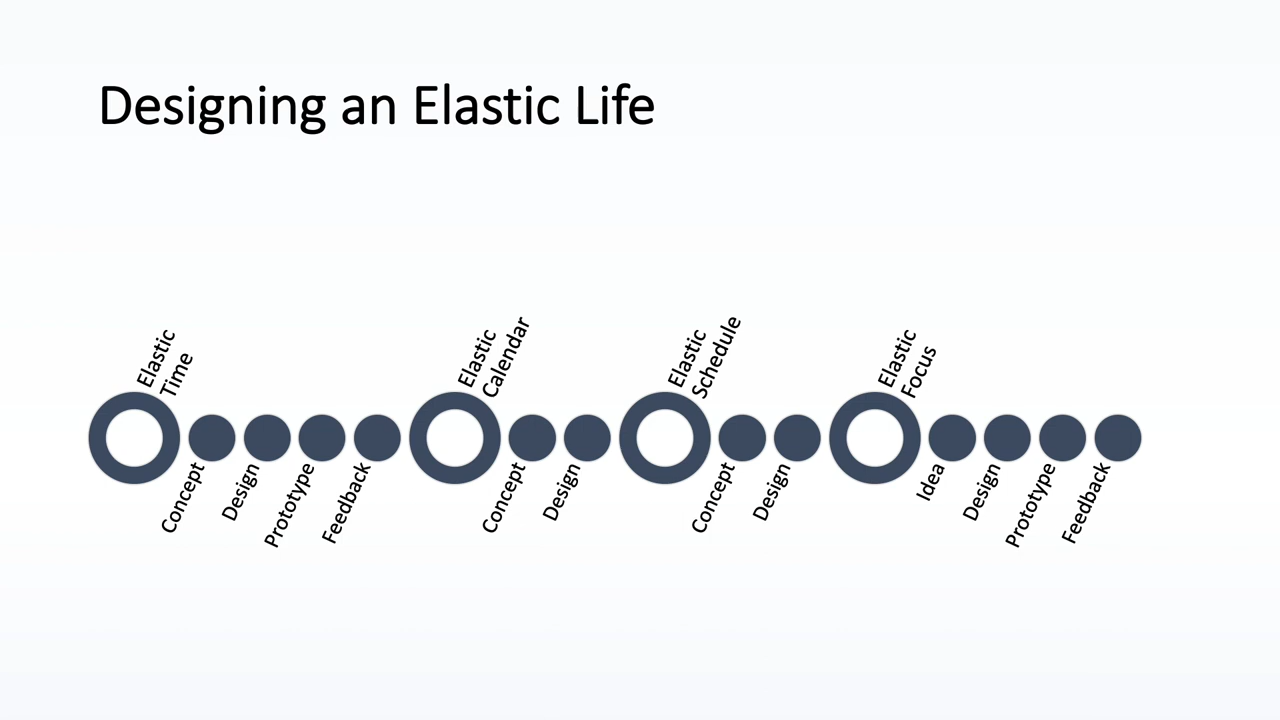 Designing an Elastic Life
Elastic
Time
Concept
Design
Prototype
Feedback
Elastic
Calendar
Concept
Design
Elastic
Schedule
Concept
Design
Elastic
Focus
Idea
Design
Prototype
Feedback